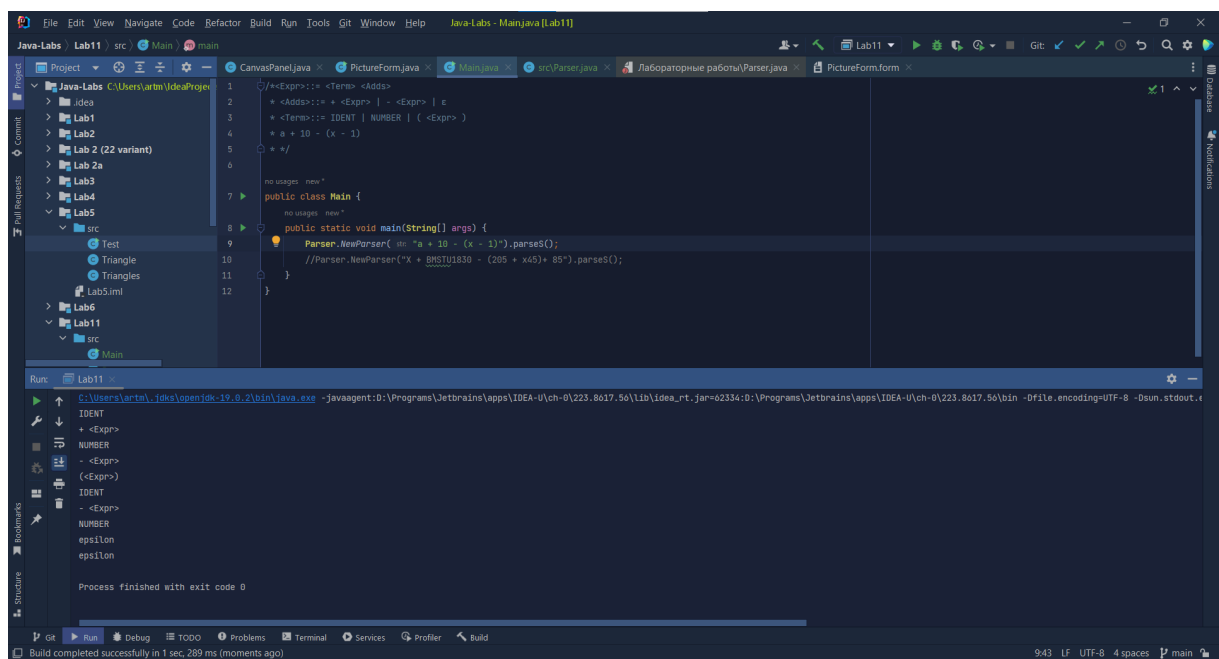 File Edit View Navigate Code Refactor Build Run Tools Git Window Help Java-Labs - Main.java [Lab11]
Java-Labs Lab11 src Main main Lab11 Git:
Project CanvasPanel.java PictureForm.java Main.java src\Parser.java Лабораторные работы\Parser.java PictureForm.form
Project
Commit
Pull Requests
Bookmarks
Structure
Database
Notifications
Java-Labs C:\Users\artm\IdeaProjec
.idea
Lab1
Lab2
Lab 2 (22 variant)
Lab 2a
Lab3
Lab4
Lab5
src
Test
Triangle
Triangles
Lab5.iml
Lab6
Lab11
src
Main
1 /*<Expr>::= <Term> <Adds>
2 * <Adds>::= + <Expr> | - <Expr> | ε
3 * <Term>::= IDENT | NUMBER | ( <Expr> )
4 * a + 10 - (x - 1)
5 * */
6
no usages new *
7 public class Main {
no usages new *
8 public static void main(String[] args) {
9 Parser.NewParser( str: "a + 10 - (x - 1)").parseS();
10 //Parser.NewParser("X + BMSTU1830 - (205 + x45)+ 85").parseS();
11 }
12 }
1
Run: Lab11
C:\Users\artm\.jdks\openjdk-19.0.2\bin\java.exe -javaagent:D:\Programs\Jetbrains\apps\IDEA-U\ch-0\223.8617.56\lib\idea_rt.jar=62334:D:\Programs\Jetbrains\apps\IDEA-U\ch-0\223.8617.56\bin -Dfile.encoding=UTF-8 -Dsun.stdout.e
IDENT
+ <Expr>
NUMBER
- <Expr>
(<Expr>)
IDENT
- <Expr>
NUMBER
epsilon
epsilon
Process finished with exit code 0
Git Run Debug TODO Problems Terminal Services Profiler Build
Build completed successfully in 1 sec, 289 ms (moments ago) 9:43 LF UTF-8 4 spaces main